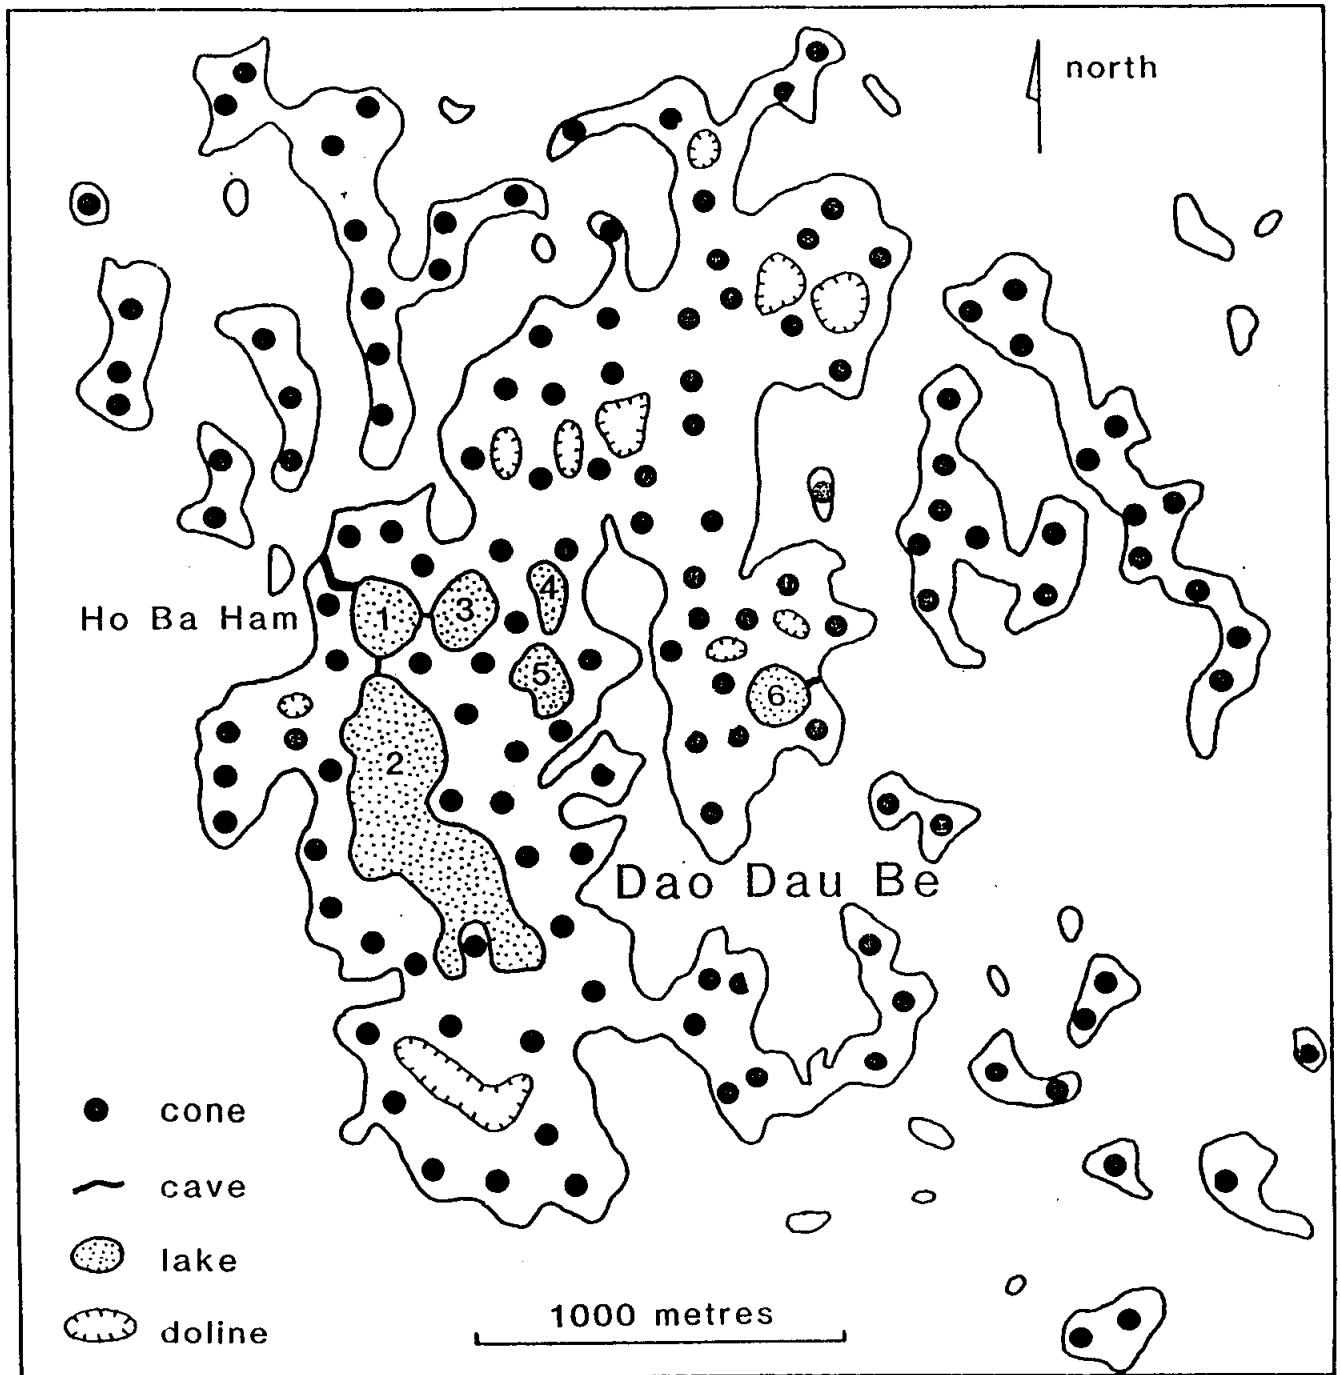 north
4
Ho Ba Ham
1
3
5
6
2
Dao Dau Be
cone
cave
lake
doline
1000 metres